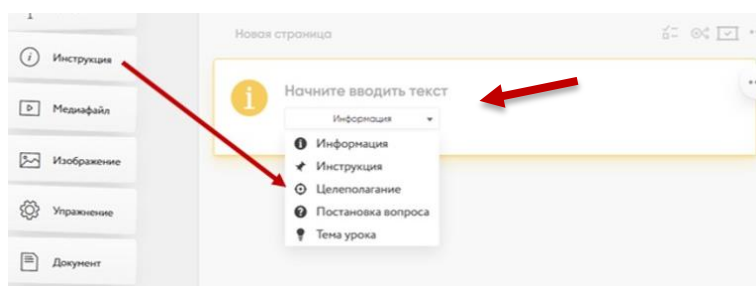 Инструкция
Медиафайл
Изображение
Упражнение
Документ
Новая страница
Начните вводить текст
Информация
Информация
Инструкция
Целеполагание
Постановка вопроса
Тема урока